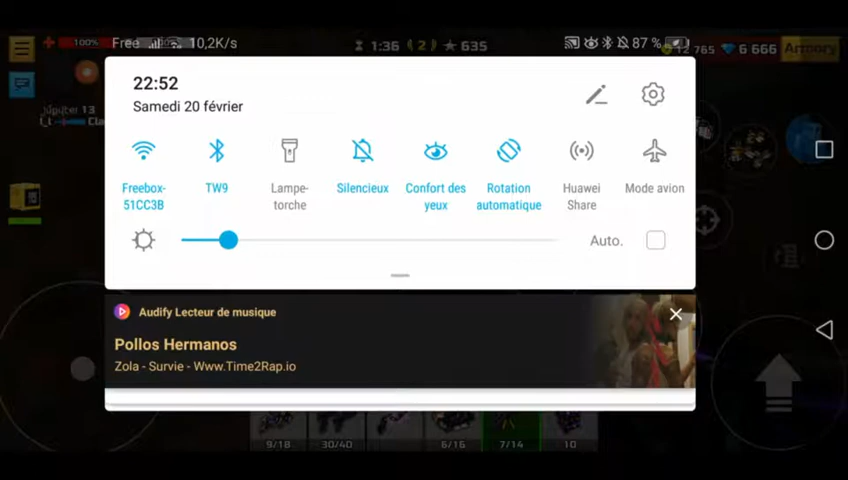 Free 10,2K/s 87 %
100% 1:36 ( 2 ) ★ 635 12 765 6 666 Armory
22:52
Samedi 20 février
Freebox-
51CC3B
TW9
Lampe-
torche
Silencieux
Confort des
yeux
Rotation
automatique
Huawei
Share
Mode avion
Auto.
Audify Lecteur de musique
Pollos Hermanos
Zola - Survie - Www.Time2Rap.io
9/18 30/40 6/16 7/14 10